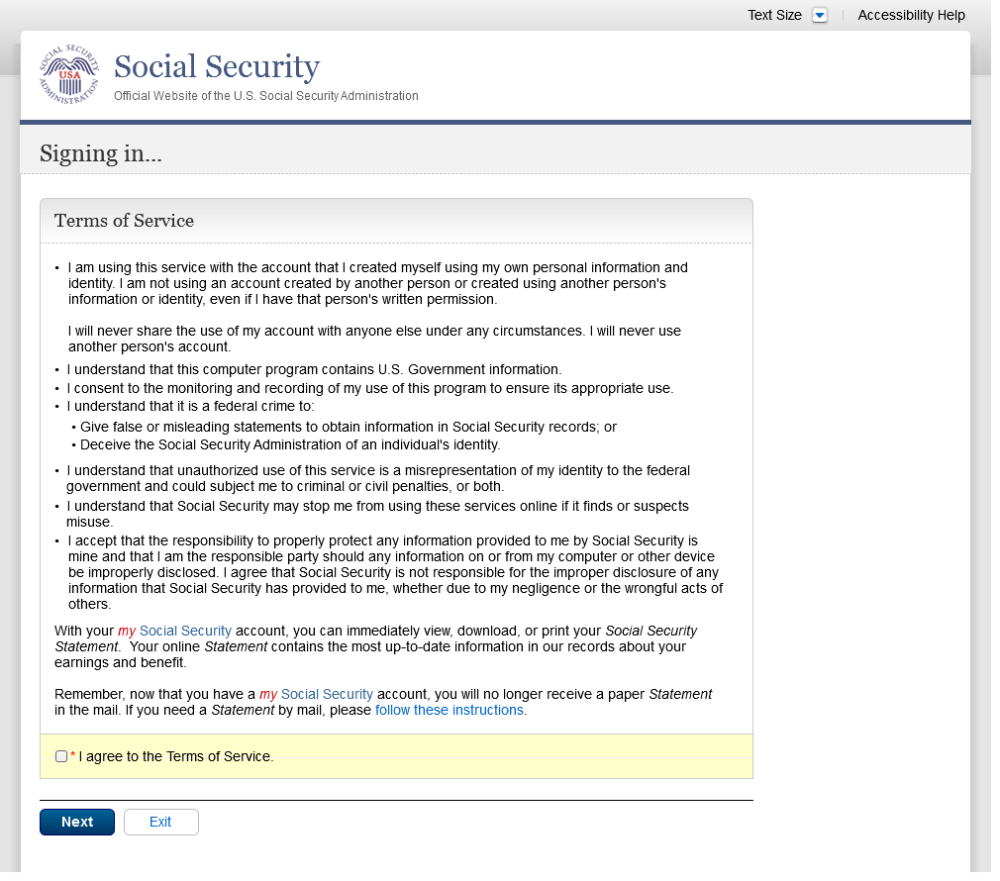 Text Size
Accessibility Help
SOCIAL SECURITY ADMINISTRATION
USA
Social Security
Official Website of the U.S. Social Security Administration
Signing in...
Terms of Service
• I am using this service with the account that I created myself using my own personal information and
identity. I am not using an account created by another person or created using another person's
information or identity, even if I have that person's written permission.
I will never share the use of my account with anyone else under any circumstances. I will never use
another person's account.
• I understand that this computer program contains U.S. Government information.
• I consent to the monitoring and recording of my use of this program to ensure its appropriate use.
• I understand that it is a federal crime to:
• Give false or misleading statements to obtain information in Social Security records; or
• Deceive the Social Security Administration of an individual's identity.
• I understand that unauthorized use of this service is a misrepresentation of my identity to the federal
government and could subject me to criminal or civil penalties, or both.
• I understand that Social Security may stop me from using these services online if it finds or suspects
misuse.
• I accept that the responsibility to properly protect any information provided to me by Social Security is
mine and that I am the responsible party should any information on or from my computer or other device
be improperly disclosed. I agree that Social Security is not responsible for the improper disclosure of any
information that Social Security has provided to me, whether due to my negligence or the wrongful acts of
others.
With your my Social Security account, you can immediately view, download, or print your Social Security
Statement. Your online Statement contains the most up-to-date information in our records about your
earnings and benefit.
Remember, now that you have a my Social Security account, you will no longer receive a paper Statement
in the mail. If you need a Statement by mail, please follow these instructions.
* I agree to the Terms of Service.
Next
Exit